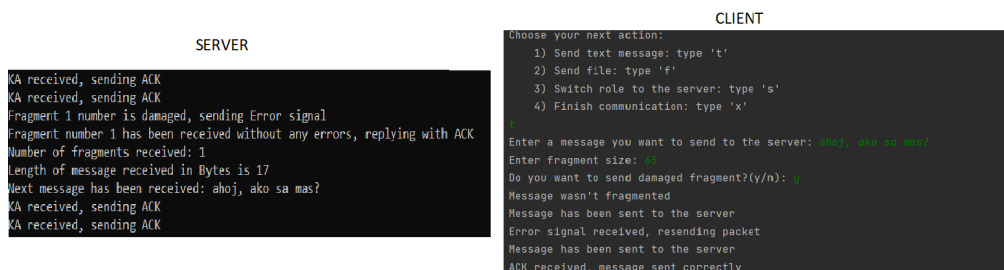 SERVER
KA received, sending ACK
KA received, sending ACK
Fragment 1 number is damaged, sending Error signal
Fragment number 1 has been received without any errors, replying with ACK
Number of fragments received: 1
Length of message received in Bytes is 17
Next message has been received: ahoj, ako sa mas?
KA received, sending ACK
KA received, sending ACK
CLIENT
Choose your next action:
1) Send text message: type 't'
2) Send file: type 'f'
3) Switch role to the server: type 's'
4) Finish communication: type 'x'
t
Enter a message you want to send to the server: ahoj, ako sa mas?
Enter fragment size: 65
Do you want to send damaged fragment?(y/n): y
Message wasn't fragmented
Message has been sent to the server
Error signal received, resending packet
Message has been sent to the server
ACK received, message sent correctly